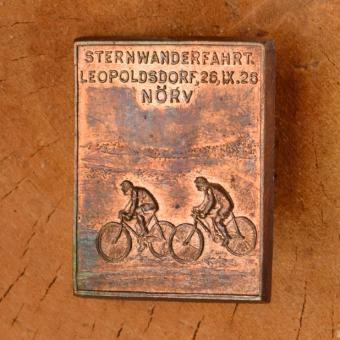 STERNWANDERFAHRT.
LEOPOLDSDORF, 26, IX. 26
NÖRV